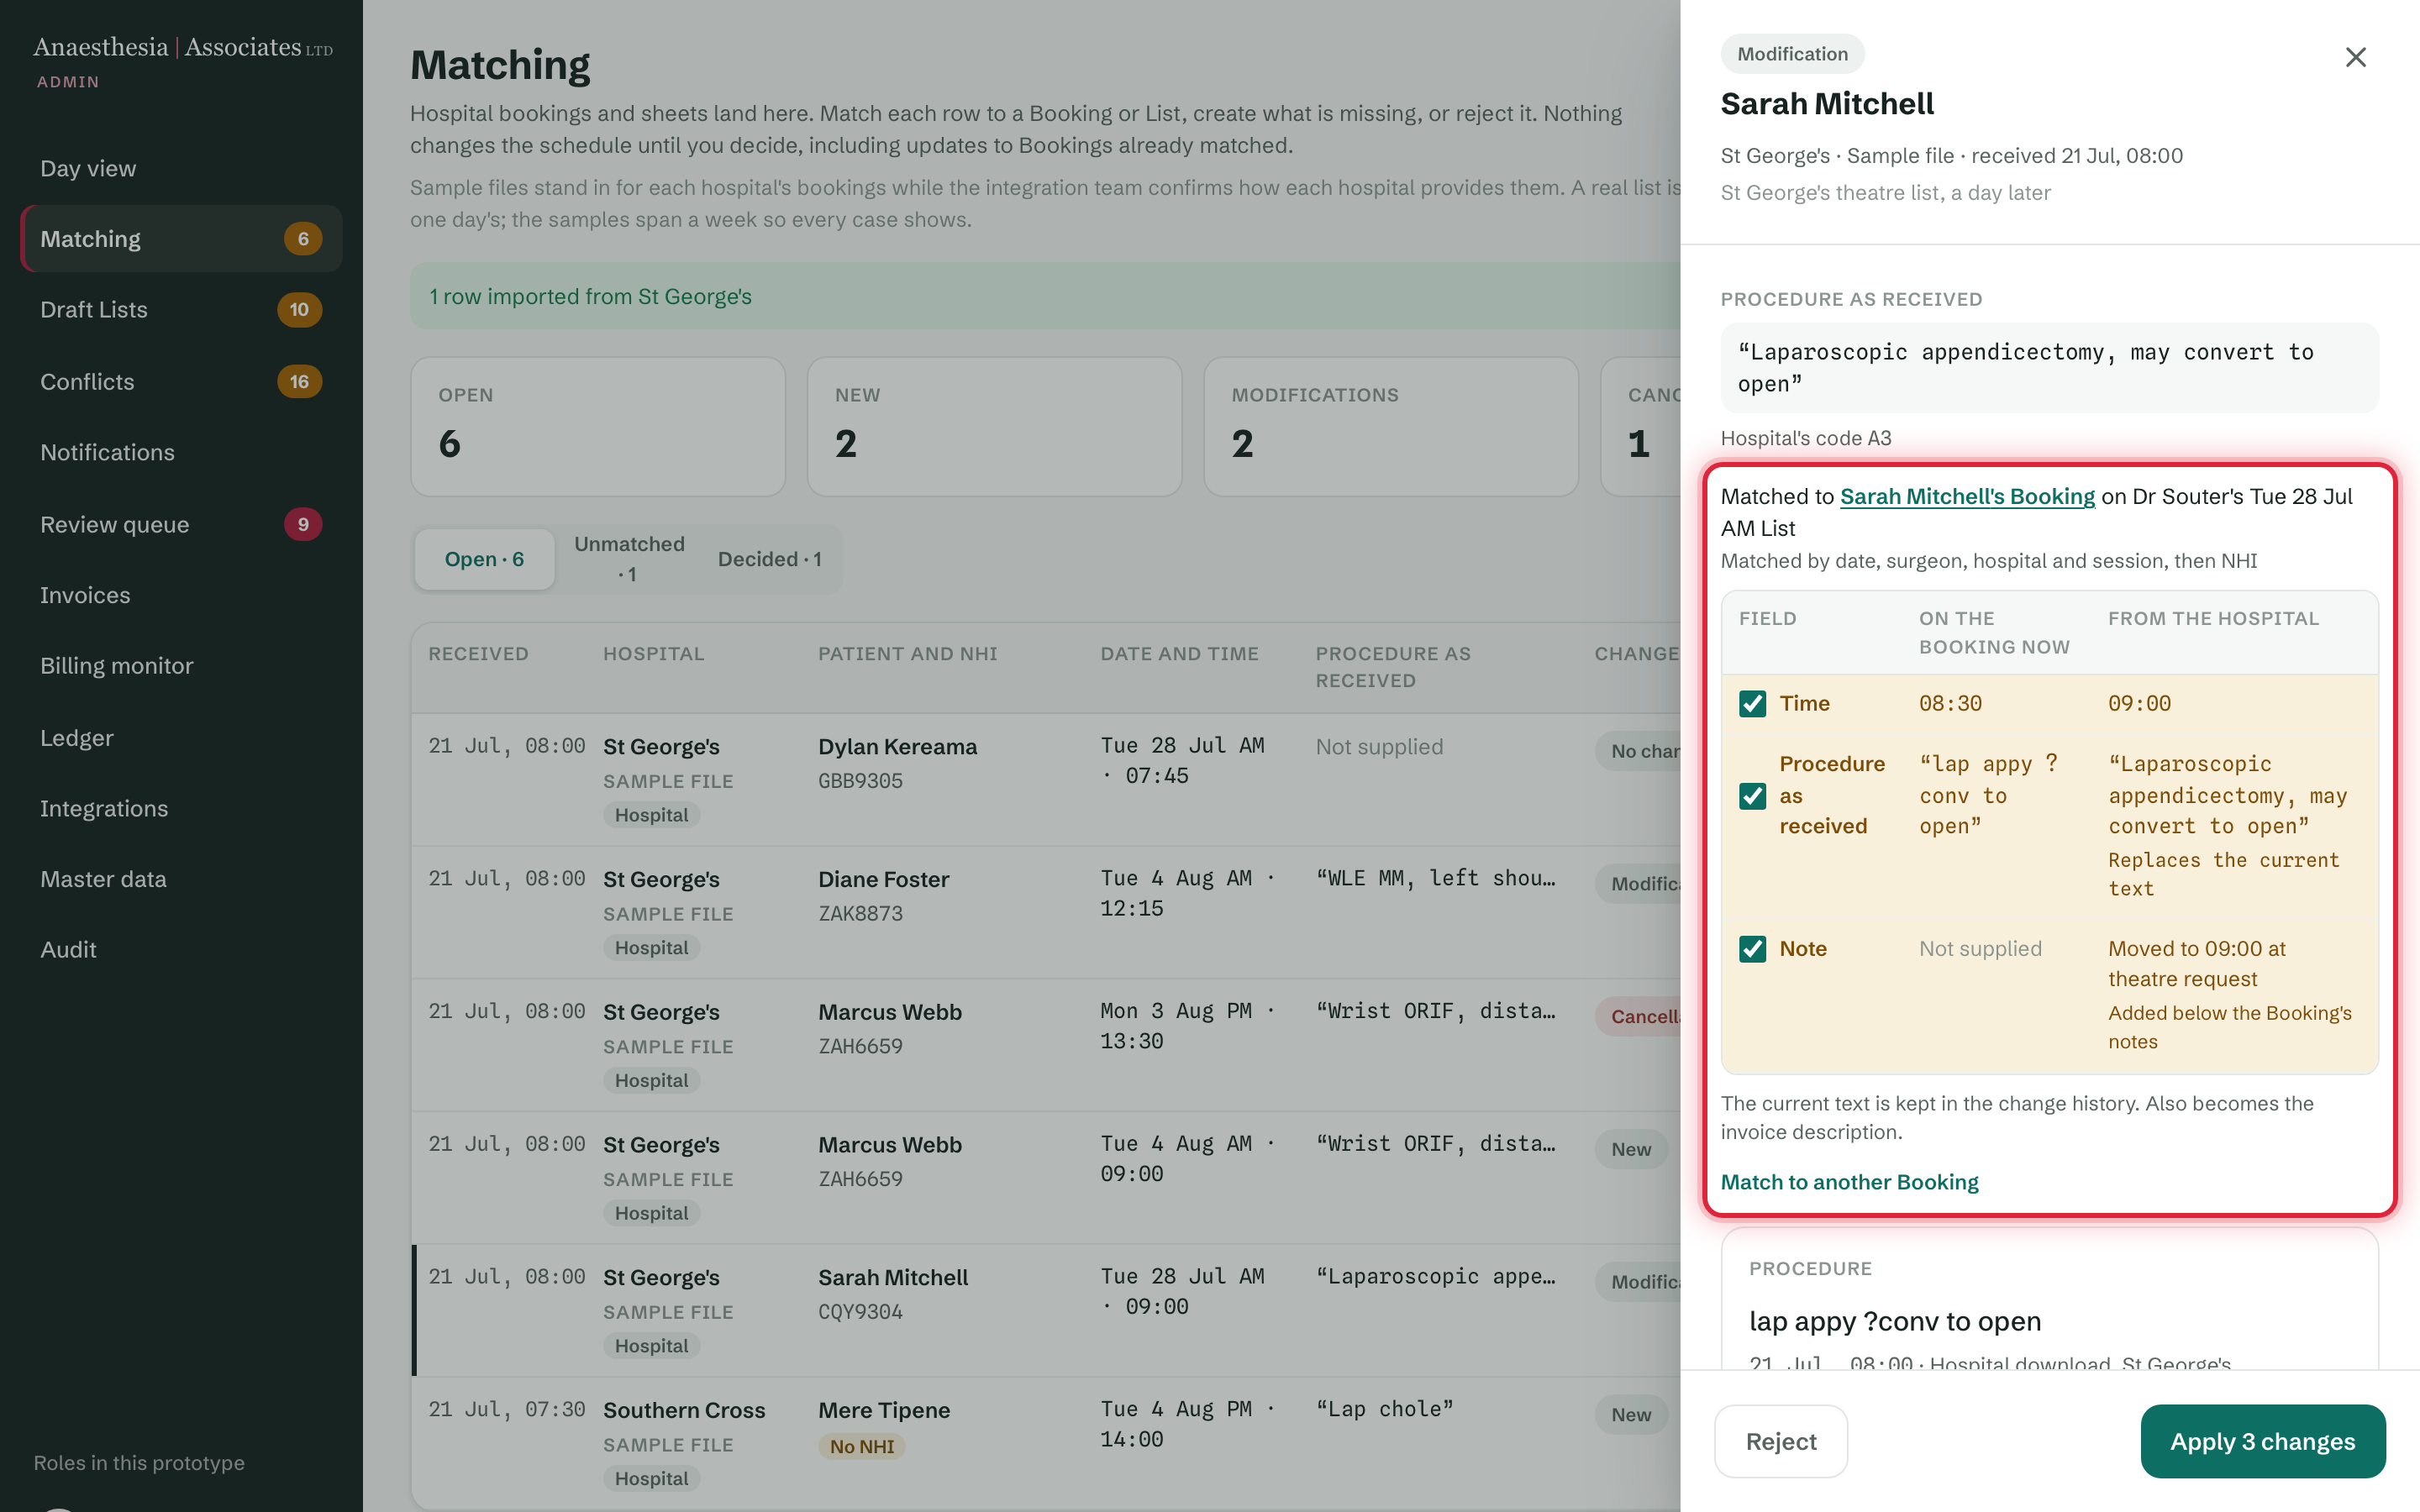 Anaesthesia | Associates LTD
ADMIN
Day view
Matching 6
Draft Lists 10
Conflicts 16
Notifications
Review queue 9
Invoices
Billing monitor
Ledger
Integrations
Master data
Audit
Roles in this prototype
Matching
Hospital bookings and sheets land here. Match each row to a Booking or List, create what is missing, or reject it. Nothing
changes the schedule until you decide, including updates to Bookings already matched.
Sample files stand in for each hospital's bookings while the integration team confirms how each hospital provides them. A real list is
one day's; the samples span a week so every case shows.
1 row imported from St George's
OPEN
6
NEW
2
MODIFICATIONS
2
CANC
1
Open · 6
Unmatched
· 1
Decided · 1
RECEIVED HOSPITAL PATIENT AND NHI DATE AND TIME PROCEDURE AS CHANGE
RECEIVED
21 Jul, 08:00 St George's Dylan Kereama Tue 28 Jul AM Not supplied No chan
SAMPLE FILE GBB9305 · 07:45
Hospital
21 Jul, 08:00 St George's Diane Foster Tue 4 Aug AM · “WLE MM, left shou… Modifica
SAMPLE FILE ZAK8873 12:15
Hospital
21 Jul, 08:00 St George's Marcus Webb Mon 3 Aug PM · “Wrist ORIF, dista… Cancella
SAMPLE FILE ZAH6659 13:30
Hospital
21 Jul, 08:00 St George's Marcus Webb Tue 4 Aug AM · “Wrist ORIF, dista… New
SAMPLE FILE ZAH6659 09:00
Hospital
21 Jul, 08:00 St George's Sarah Mitchell Tue 28 Jul AM “Laparoscopic appe… Modifica
SAMPLE FILE CQY9304 · 09:00
Hospital
21 Jul, 07:30 Southern Cross Mere Tipene Tue 4 Aug PM · “Lap chole” New
SAMPLE FILE No NHI 14:00
Hospital
Modification
Sarah Mitchell
St George's · Sample file · received 21 Jul, 08:00
St George's theatre list, a day later
PROCEDURE AS RECEIVED
“Laparoscopic appendicectomy, may convert to
open”
Hospital's code A3
Matched to Sarah Mitchell's Booking on Dr Souter's Tue 28 Jul
AM List
Matched by date, surgeon, hospital and session, then NHI
FIELD ON THE FROM THE HOSPITAL
BOOKING NOW
Time 08:30 09:00
Procedure “lap appy ? “Laparoscopic
as conv to appendicectomy, may
received open” convert to open”
Replaces the current
text
Note Not supplied Moved to 09:00 at
theatre request
Added below the Booking's
notes
The current text is kept in the change history. Also becomes the
invoice description.
Match to another Booking
PROCEDURE
lap appy ?conv to open
21 Jul, 08:00 · Hospital download, St George's
Reject
Apply 3 changes